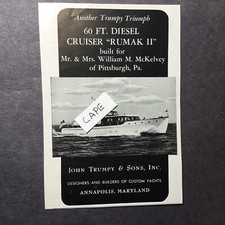 Another Trumpy Triumph
60 FT. DIESEL
CRUISER "RUMAK II"
built for
Mr. & Mrs. William M. McKelvey
of Pittsburgh, Pa.
CAPE
JOHN TRUMPY & SONS, INC.
DESIGNERS AND BUILDERS OF CUSTOM YACHTS
ANNAPOLIS, MARYLAND